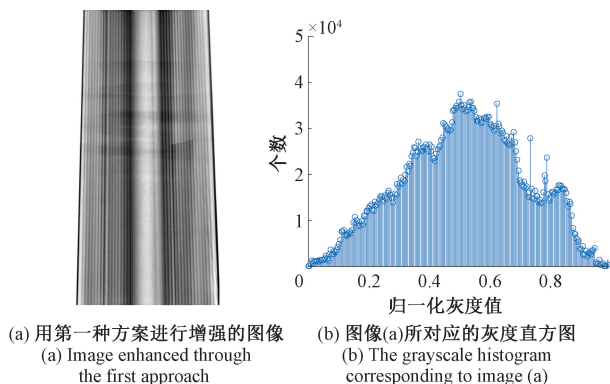 5
×10⁴
4
3
2
1
0
0.2
0.4
0.6
0.8
个数
归一化灰度值
(a) 用第一种方案进行增强的图像
(a) Image enhanced through
the first approach
(b) 图像(a)所对应的灰度直方图
(b) The grayscale histogram
corresponding to image (a)